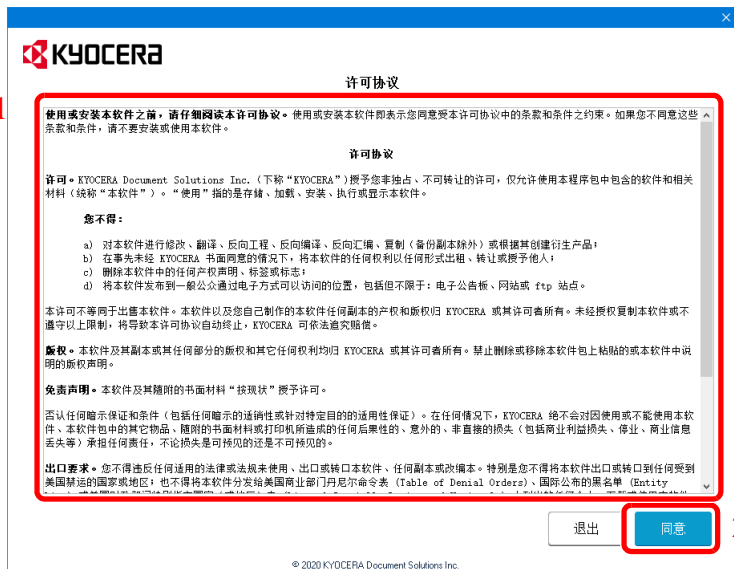 KYOCERA
许可协议
1
使用或安装本软件之前，请仔细阅读本许可协议。使用或安装本软件即表示您同意受本许可协议中的条款和条件之约束。如果您不同意这些
条款和条件，请不要安装或使用本软件。
许可协议
许可。KYOCERA Document Solutions Inc.（下称“KYOCERA”)授予您非独占、不可转让的许可，仅允许使用本程序包中包含的软件和相关
材料（统称“本软件”）。“使用”指的是存储、加载、安装、执行或显示本软件。
您不得：
a) 对本软件进行修改、翻译、反向工程、反向编译、反向汇编、复制（备份副本除外）或根据其创建衍生产品；
b) 在事先未经 KYOCERA 书面同意的情况下，将本软件的任何权利以任何形式出租、转让或授予他人；
c) 删除本软件中的任何产权声明、标签或标志；
d) 将本软件发布到一般公众通过电子方式可以访问的位置，包括但不限于：电子公告板、网站或 ftp 站点。
本许可不等同于出售本软件。本软件以及您自己制作的本软件任何副本的产权和版权归 KYOCERA 或其许可者所有。未经授权复制本软件或不
遵守以上限制，将导致本许可协议自动终止，KYOCERA 可依法追究赔偿。
版权。本软件及其副本或其任何部分的版权和其它任何权利均归 KYOCERA 或其许可者所有。禁止删除或移除本软件包上粘贴的或本软件中说
明的版权声明。
免责声明。本软件及其随附的书面材料“按现状”授予许可。
否认任何暗示保证和条件（包括任何暗示的适销性或针对特定目的的适用性保证）。在任何情况下，KYOCERA 绝不会对因使用或不能使用本软
件、本软件包中的其它物品、随附的书面材料或打印机所造成的任何后果性的、意外的、非直接的损失（包括商业利益损失、停业、商业信息
丢失等）承担任何责任，不论损失是可预见的还是不可预见的。
出口要求。您不得违反任何适用的法律或法规来使用、出口或转口本软件、任何副本或改编本。特别是您不得将本软件出口或转口到任何受到
美国禁运的国家或地区；也不得将本软件分发给美国商业部门丹尼尔命令表 (Table of Denial Orders)、国际公布的黑名单 (Entity
退出
同意
© 2020 KYOCERA Document Solutions Inc.